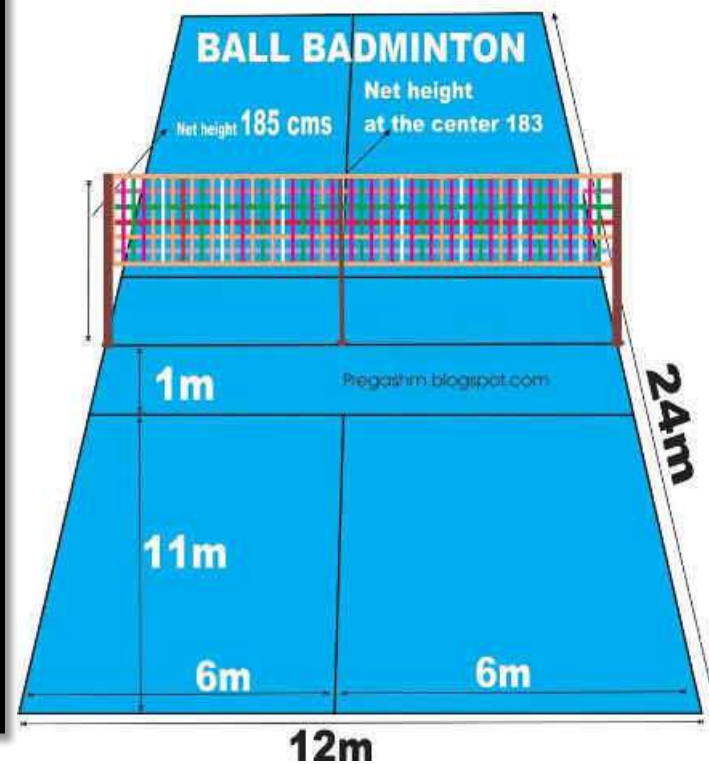 BALL BADMINTON
Net height 185 cms
Net height
at the center 183
1m
Pregashm.blogspot.com
24m
11m
6m
6m
12m